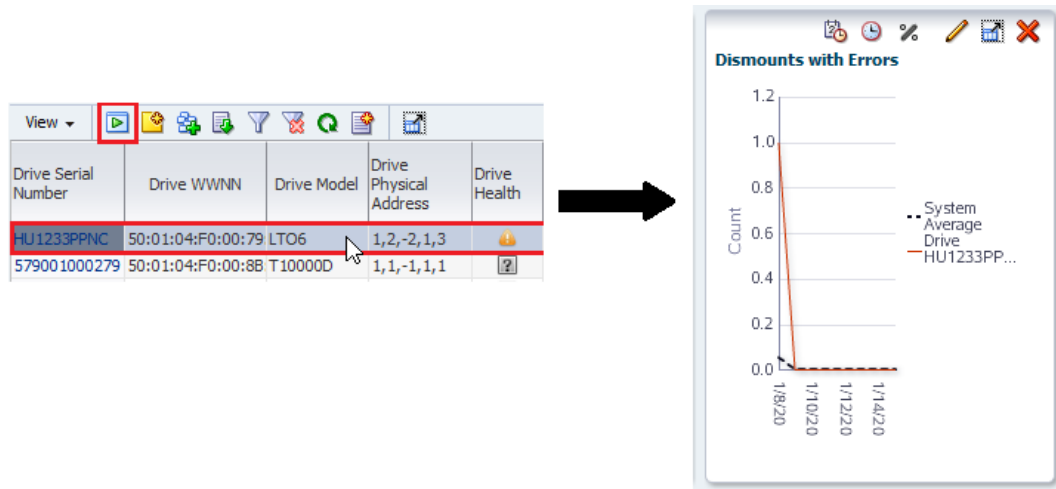 View
Drive Serial Number
Drive WWNN
Drive Model
Drive Physical Address
Drive Health
HU1233PPNC 50:01:04:F0:00:79 LTO6 1,2,-2,1,3
579001000279 50:01:04:F0:00:8B T10000D 1,1,-1,1,1 ?
Dismounts with Errors
1.2
1.0
0.8
0.6
0.4
0.2
0.0
Count
1/8/20
1/10/20
1/12/20
1/14/20
System
Average
Drive
HU1233PP...